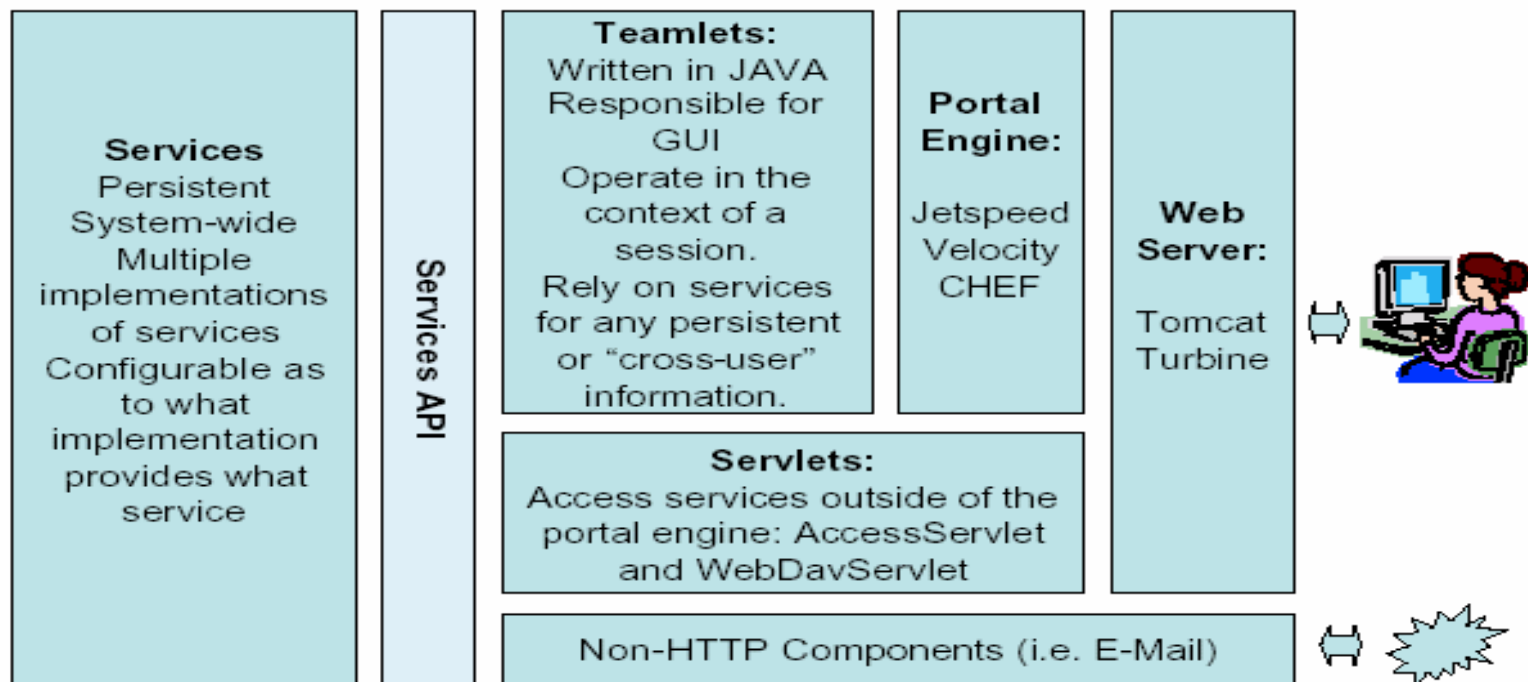 Services
Persistent
System-wide
Multiple
implementations
of services
Configurable as
to what
implementation
provides what
service
Services API
Teamlets:
Written in JAVA
Responsible for
GUI
Operate in the
context of a
session.
Rely on services
for any persistent
or “cross-user”
information.
Portal
Engine:
Jetspeed
Velocity
CHEF
Web
Server:
Tomcat
Turbine
Servlets:
Access services outside of the
portal engine: AccessServlet
and WebDavServlet
Non-HTTP Components (i.e. E-Mail)